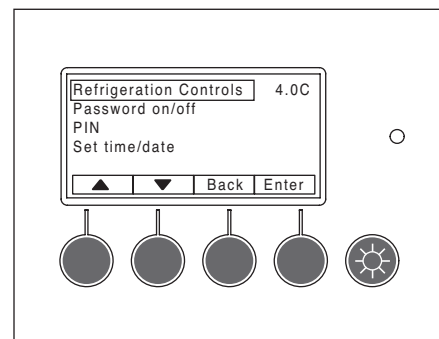 Refrigeration Controls 4.0C
Password on/off
PIN
Set time/date
▲ ▼ Back Enter